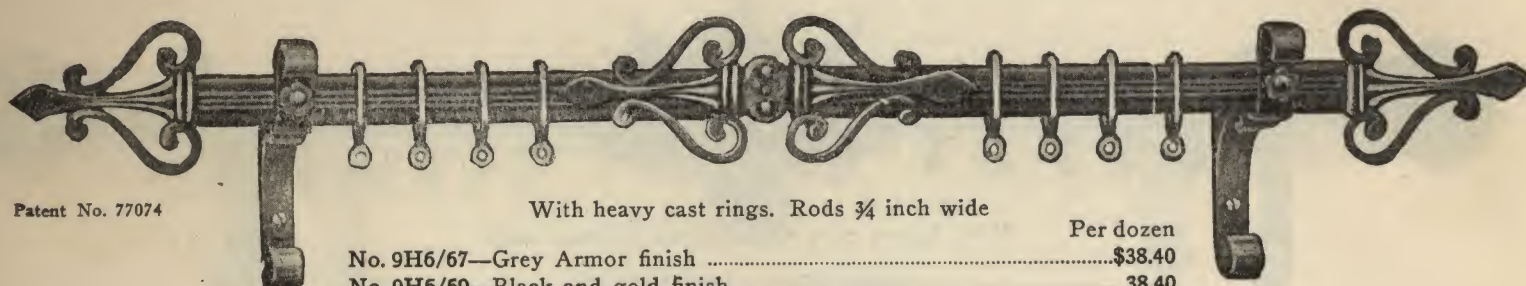 Patent No. 77074
With heavy cast rings. Rods ¾ inch wide
Per dozen
No. 9H6/67—Grey Armor finish ........ $38.40
No. 9H6/69—Black and gold finish ........ 38.40